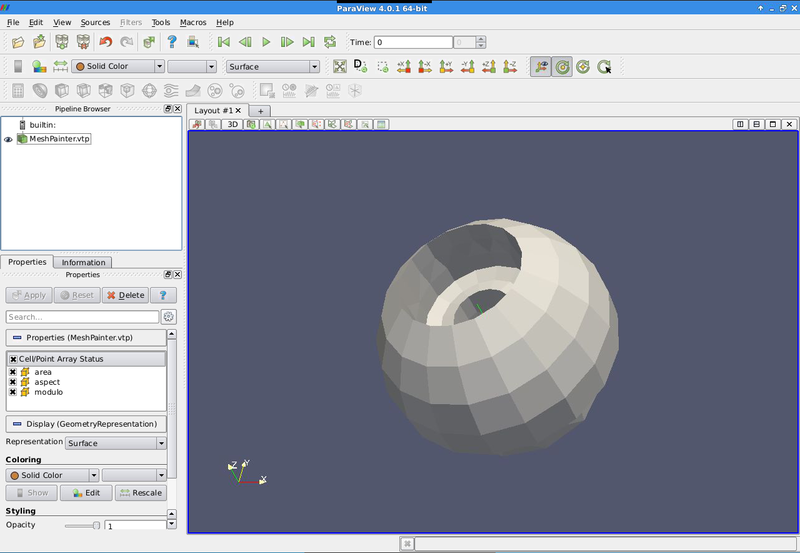 ParaView 4.0.1 64-bit
File Edit View Sources Filters Tools Macros Help
Time: 0 0
Solid Color Surface
Pipeline Browser
Layout #1
builtin:
3D
MeshPainter.vtp
Properties Information
Properties
Apply Reset Delete ?
Search...
Properties (MeshPainter.vtp)
Cell/Point Array Status
area
aspect
modulo
Display (GeometryRepresentation)
Representation Surface
Coloring
Solid Color
Show Edit Rescale
Styling
Opacity 1
Z Y X